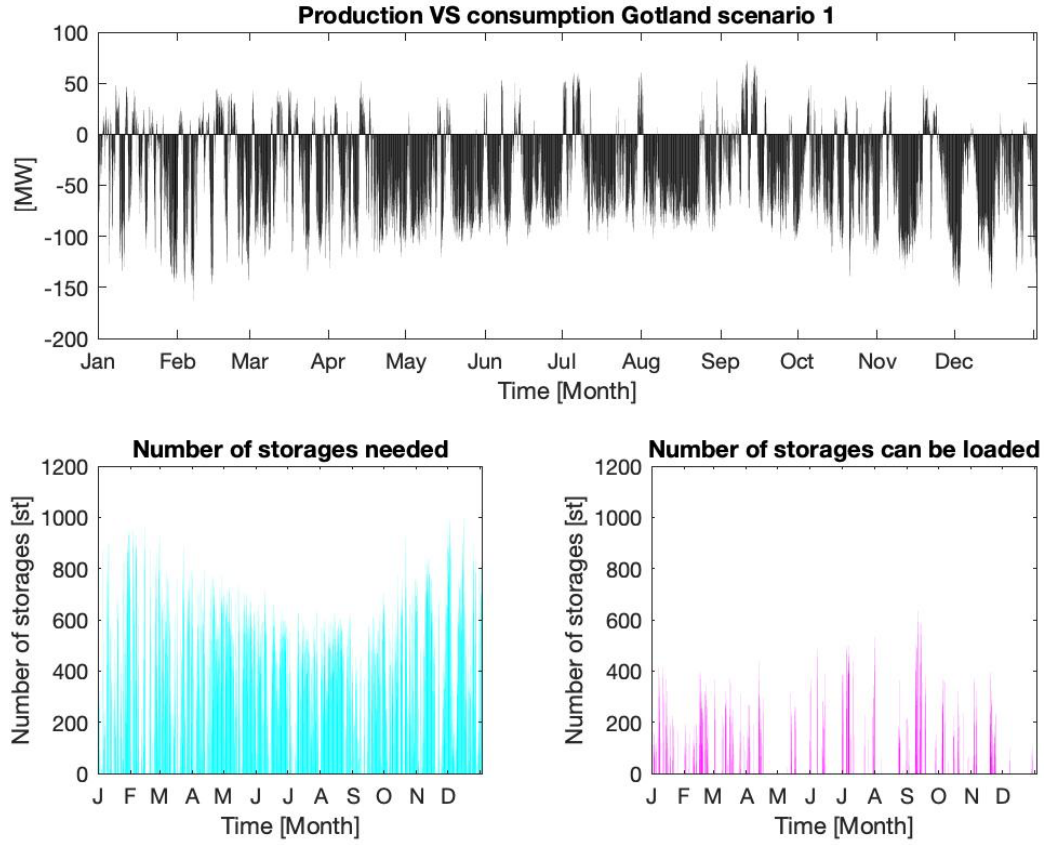 Production VS consumption Gotland scenario 1
100
50
0
-50
-100
-150
-200
[MW]
Jan Feb Mar Apr May Jun Jul Aug Sep Oct Nov Dec
Time [Month]
Number of storages needed
1200
1000
800
600
400
200
0
Number of storages [st]
J F M A M J J A S O N D
Time [Month]
Number of storages can be loaded
1200
1000
800
600
400
200
0
Number of storages [st]
J F M A M J J A S O N D
Time [Month]